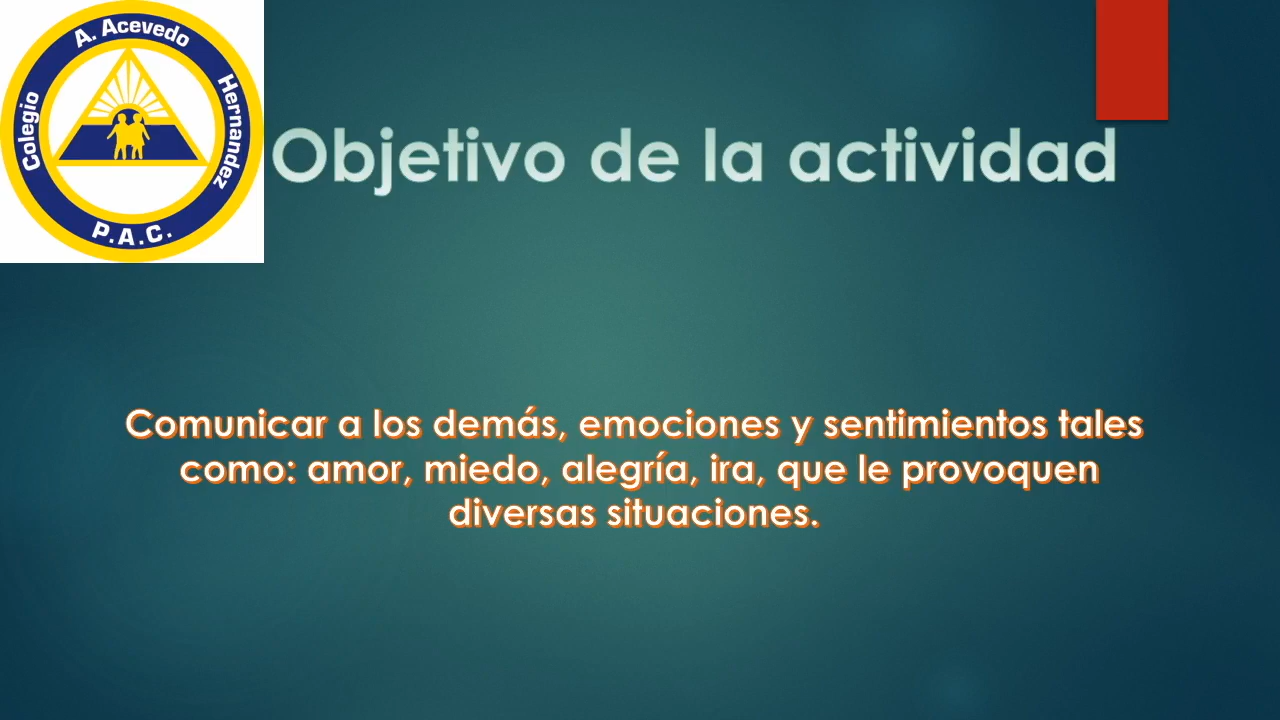 Colegio A. Acevedo Hernandez
P.A.C.
Objetivo de la actividad
Comunicar a los demás, emociones y sentimientos tales
como: amor, miedo, alegría, ira, que le provoquen
diversas situaciones.